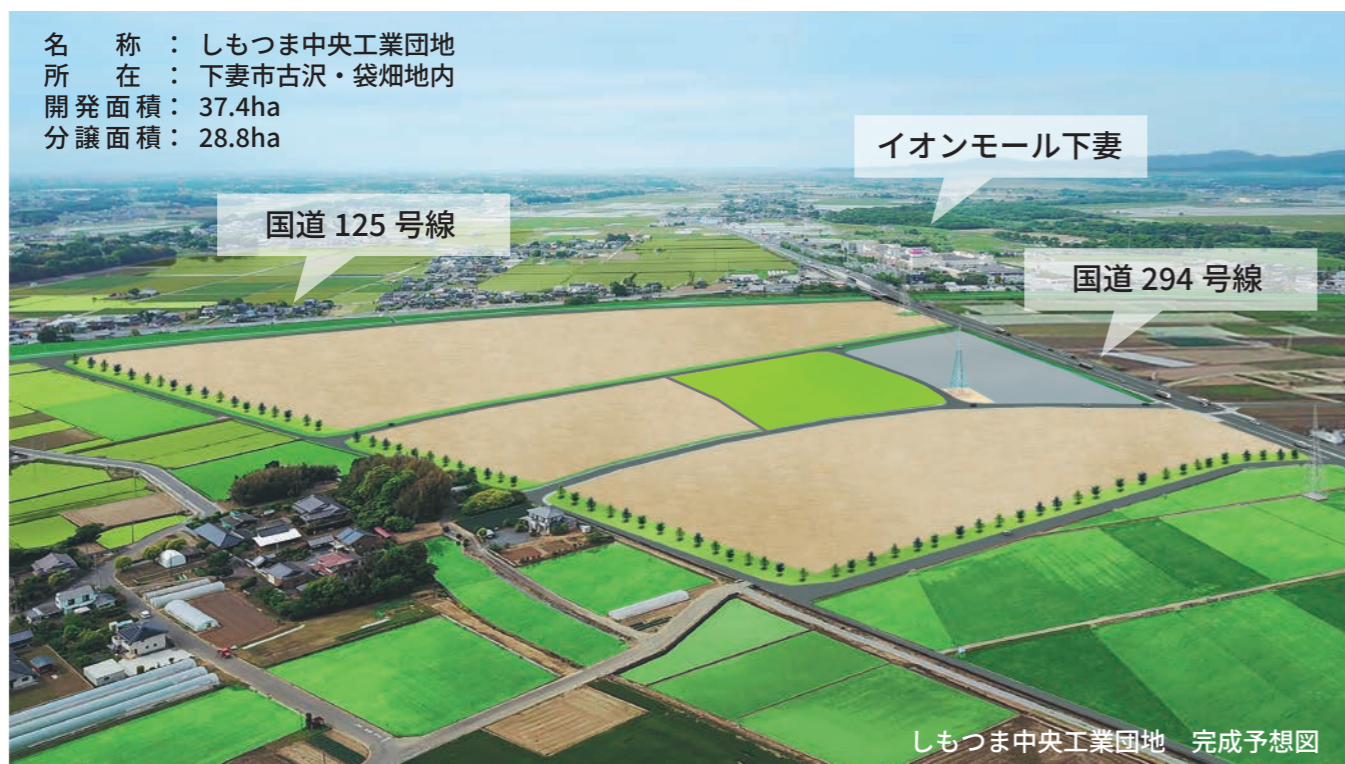 名　称 ： しもつま中央工業団地
所　在 ： 下妻市古沢・袋畑地内
開発面積： 37.4ha
分譲面積： 28.8ha
イオンモール下妻
国道 125 号線
国道 294 号線
しもつま中央工業団地　完成予想図